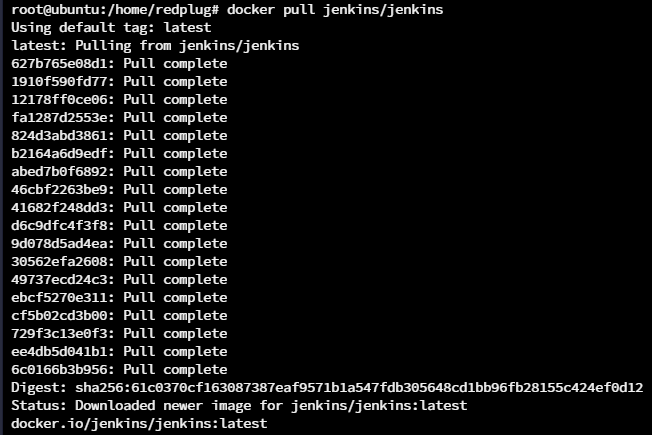 root@ubuntu:/home/redplug# docker pull jenkins/jenkins
Using default tag: latest
latest: Pulling from jenkins/jenkins
627b765e08d1: Pull complete
1910f590fd77: Pull complete
12178ff0ce06: Pull complete
fa1287d2553e: Pull complete
824d3abd3861: Pull complete
b2164a6d9edf: Pull complete
abed7b0f6892: Pull complete
46cbf2263be9: Pull complete
41682f248dd3: Pull complete
d6c9dfc4f3f8: Pull complete
9d078d5ad4ea: Pull complete
30562efa2608: Pull complete
49737ecd24c3: Pull complete
ebcf5270e311: Pull complete
cf5b02cd3b00: Pull complete
729f3c13e0f3: Pull complete
ee4db5d041b1: Pull complete
6c0166b3b956: Pull complete
Digest: sha256:61c0370cf163087387eaf9571b1a547fdb305648cd1bb96fb28155c424ef0d12
Status: Downloaded newer image for jenkins/jenkins:latest
docker.io/jenkins/jenkins:latest